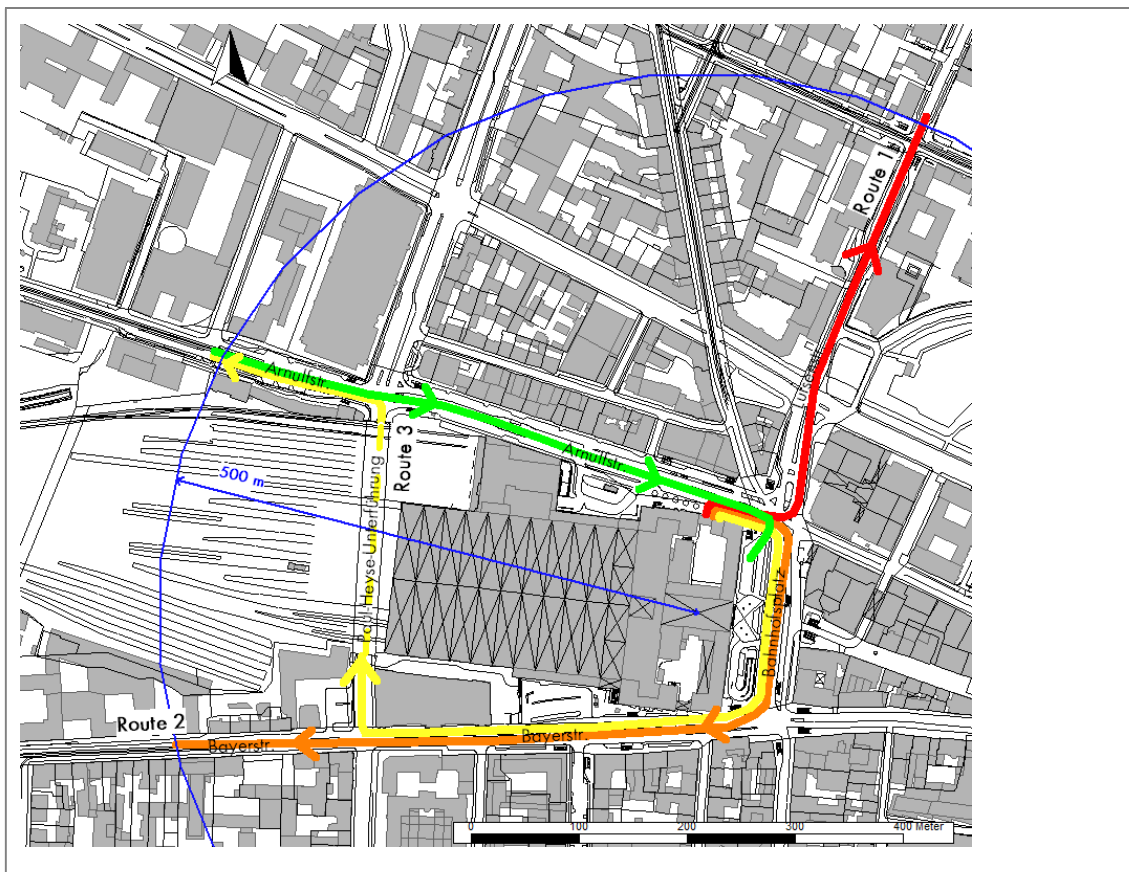 Route 1
Luisenstr.
Arnulfstr.
Route 3
Arnulfstr.
500 m
Paul-Heyse-Unterführung
Bahnhofsplatz
Route 2
Bayerstr.
Bayerstr.
0 100 200 300 400 Meter